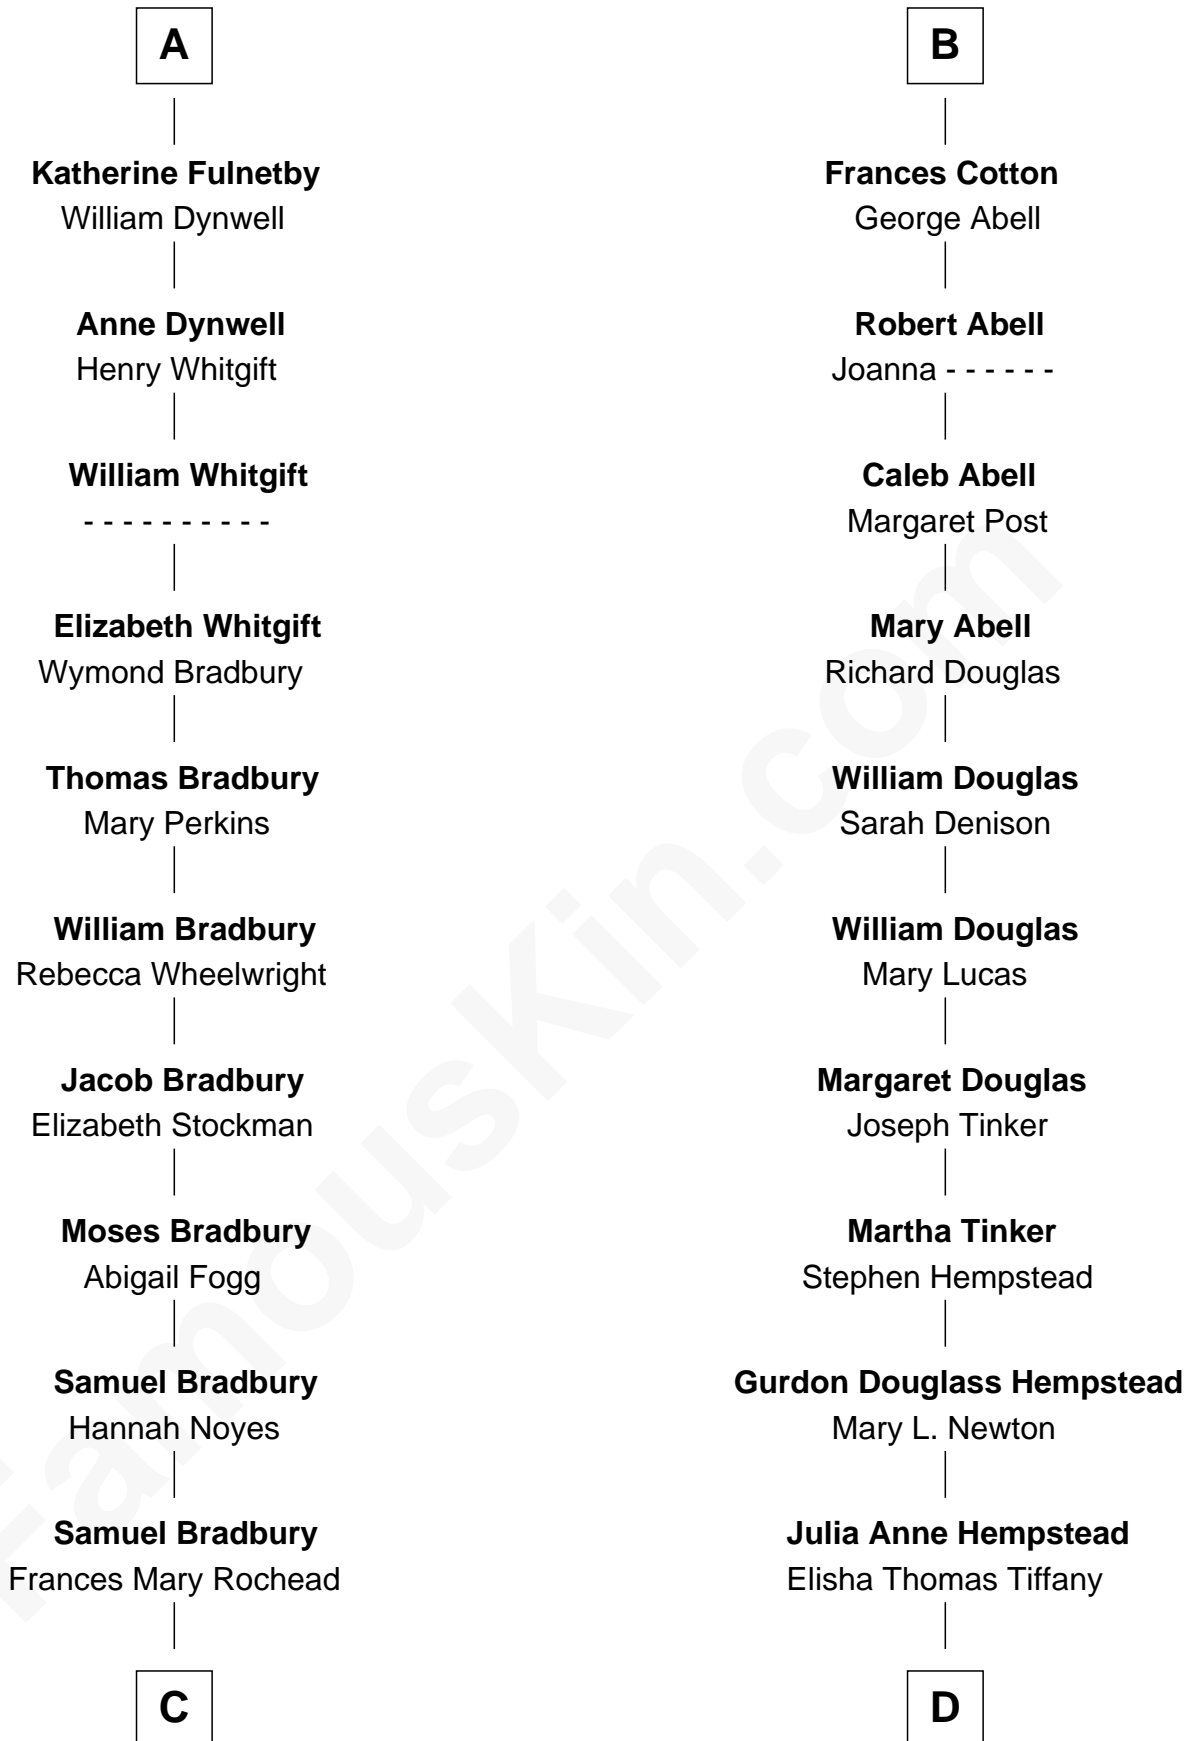 A
Katherine Fulnetby
William Dynwell
Anne Dynwell
Henry Whitgift
William Whitgift
- - - - - - - - - -
Elizabeth Whitgift
Wymond Bradbury
Thomas Bradbury
Mary Perkins
William Bradbury
Rebecca Wheelwright
Jacob Bradbury
Elizabeth Stockman
Moses Bradbury
Abigail Fogg
Samuel Bradbury
Hannah Noyes
Samuel Bradbury
Frances Mary Rochead
C
B
Frances Cotton
George Abell
Robert Abell
Joanna - - - - - -
Caleb Abell
Margaret Post
Mary Abell
Richard Douglas
William Douglas
Sarah Denison
William Douglas
Mary Lucas
Margaret Douglas
Joseph Tinker
Martha Tinker
Stephen Hempstead
Gurdon Douglass Hempstead
Mary L. Newton
Julia Anne Hempstead
Elisha Thomas Tiffany
D
FamousKin.com